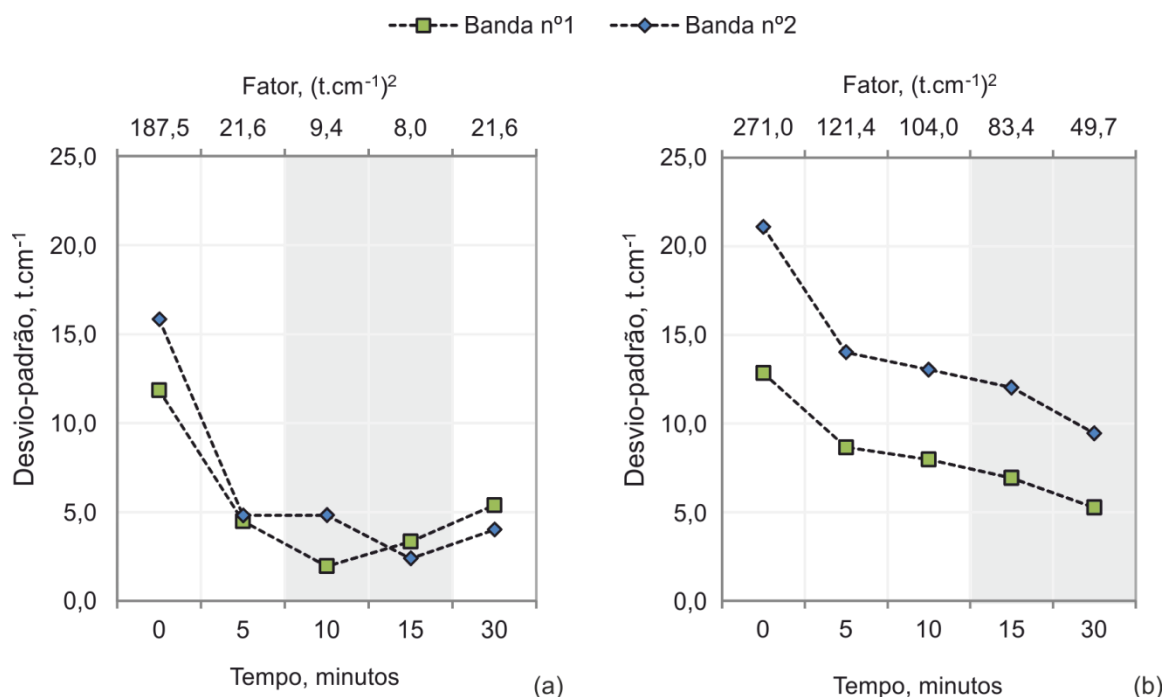 Banda nº1 Banda nº2
Fator, (t.cm⁻¹)²
187,5 21,6 9,4 8,0 21,6
25,0
20,0
15,0
10,0
5,0
0,0
Desvio-padrão, t.cm⁻¹
0 5 10 15 30
Tempo, minutos
(a)
Fator, (t.cm⁻¹)²
271,0 121,4 104,0 83,4 49,7
25,0
20,0
15,0
10,0
5,0
0,0
Desvio-padrão, t.cm⁻¹
0 5 10 15 30
Tempo, minutos
(b)